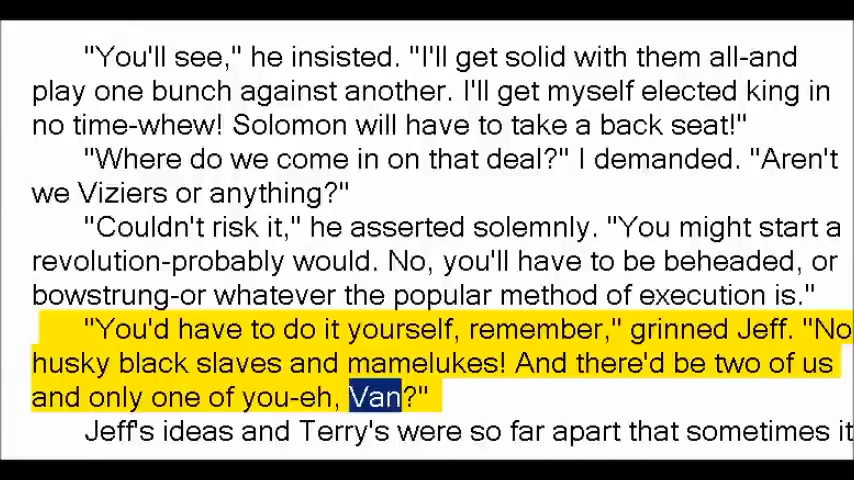 "You'll see," he insisted. "I'll get solid with them all-and
play one bunch against another. I'll get myself elected king in
no time-whew! Solomon will have to take a back seat!"
"Where do we come in on that deal?" I demanded. "Aren't
we Viziers or anything?"
"Couldn't risk it," he asserted solemnly. "You might start a
revolution-probably would. No, you'll have to be beheaded, or
bowstrung-or whatever the popular method of execution is."
"You'd have to do it yourself, remember," grinned Jeff. "No
husky black slaves and mamelukes! And there'd be two of us
and only one of you-eh, Van?"
Jeff's ideas and Terry's were so far apart that sometimes it